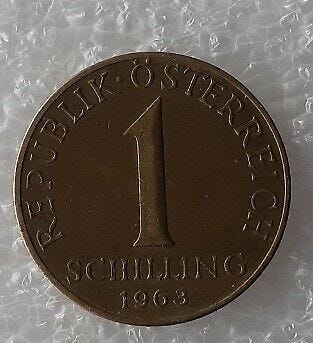 REPUBLIK·ÖSTERREICH
1
SCHILLING
1963